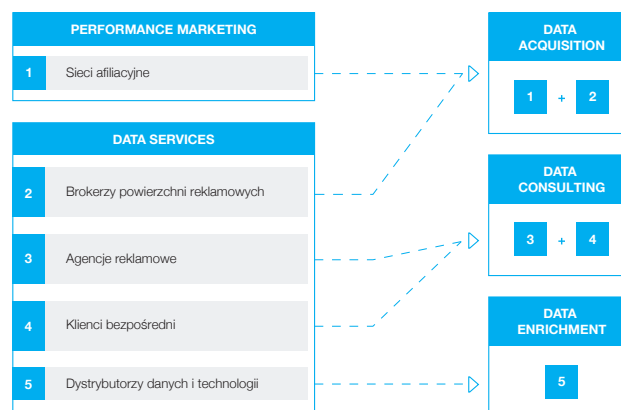 PERFORMANCE MARKETING
1 Sieci afiliacyjne
DATA SERVICES
2 Brokerzy powierzchni reklamowych
3 Agencje reklamowe
4 Klienci bezpośredni
5 Dystrybutorzy danych i technologii
DATA
ACQUISITION
1 + 2
DATA
CONSULTING
3 + 4
DATA
ENRICHMENT
5